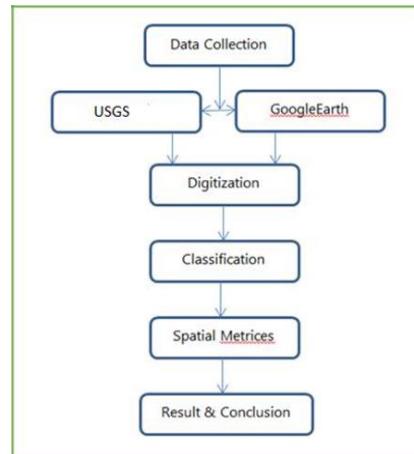 Data Collection
USGS
GoogleEarth
Digitization
Classification
Spatial Metrices
Result & Conclusion